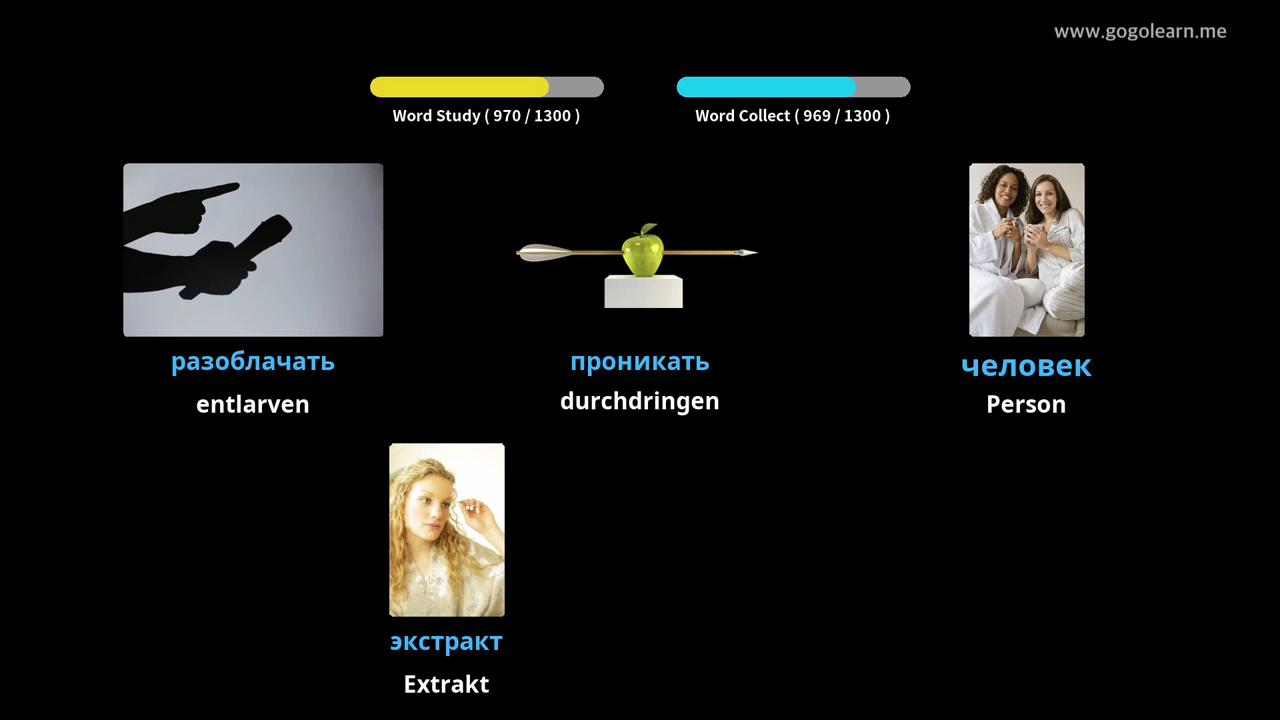 www.gogolearn.me
Word Study ( 970 / 1300 )
Word Collect ( 969 / 1300 )
разоблачать
entlarven
проникать
durchdringen
человек
Person
экстракт
Extrakt